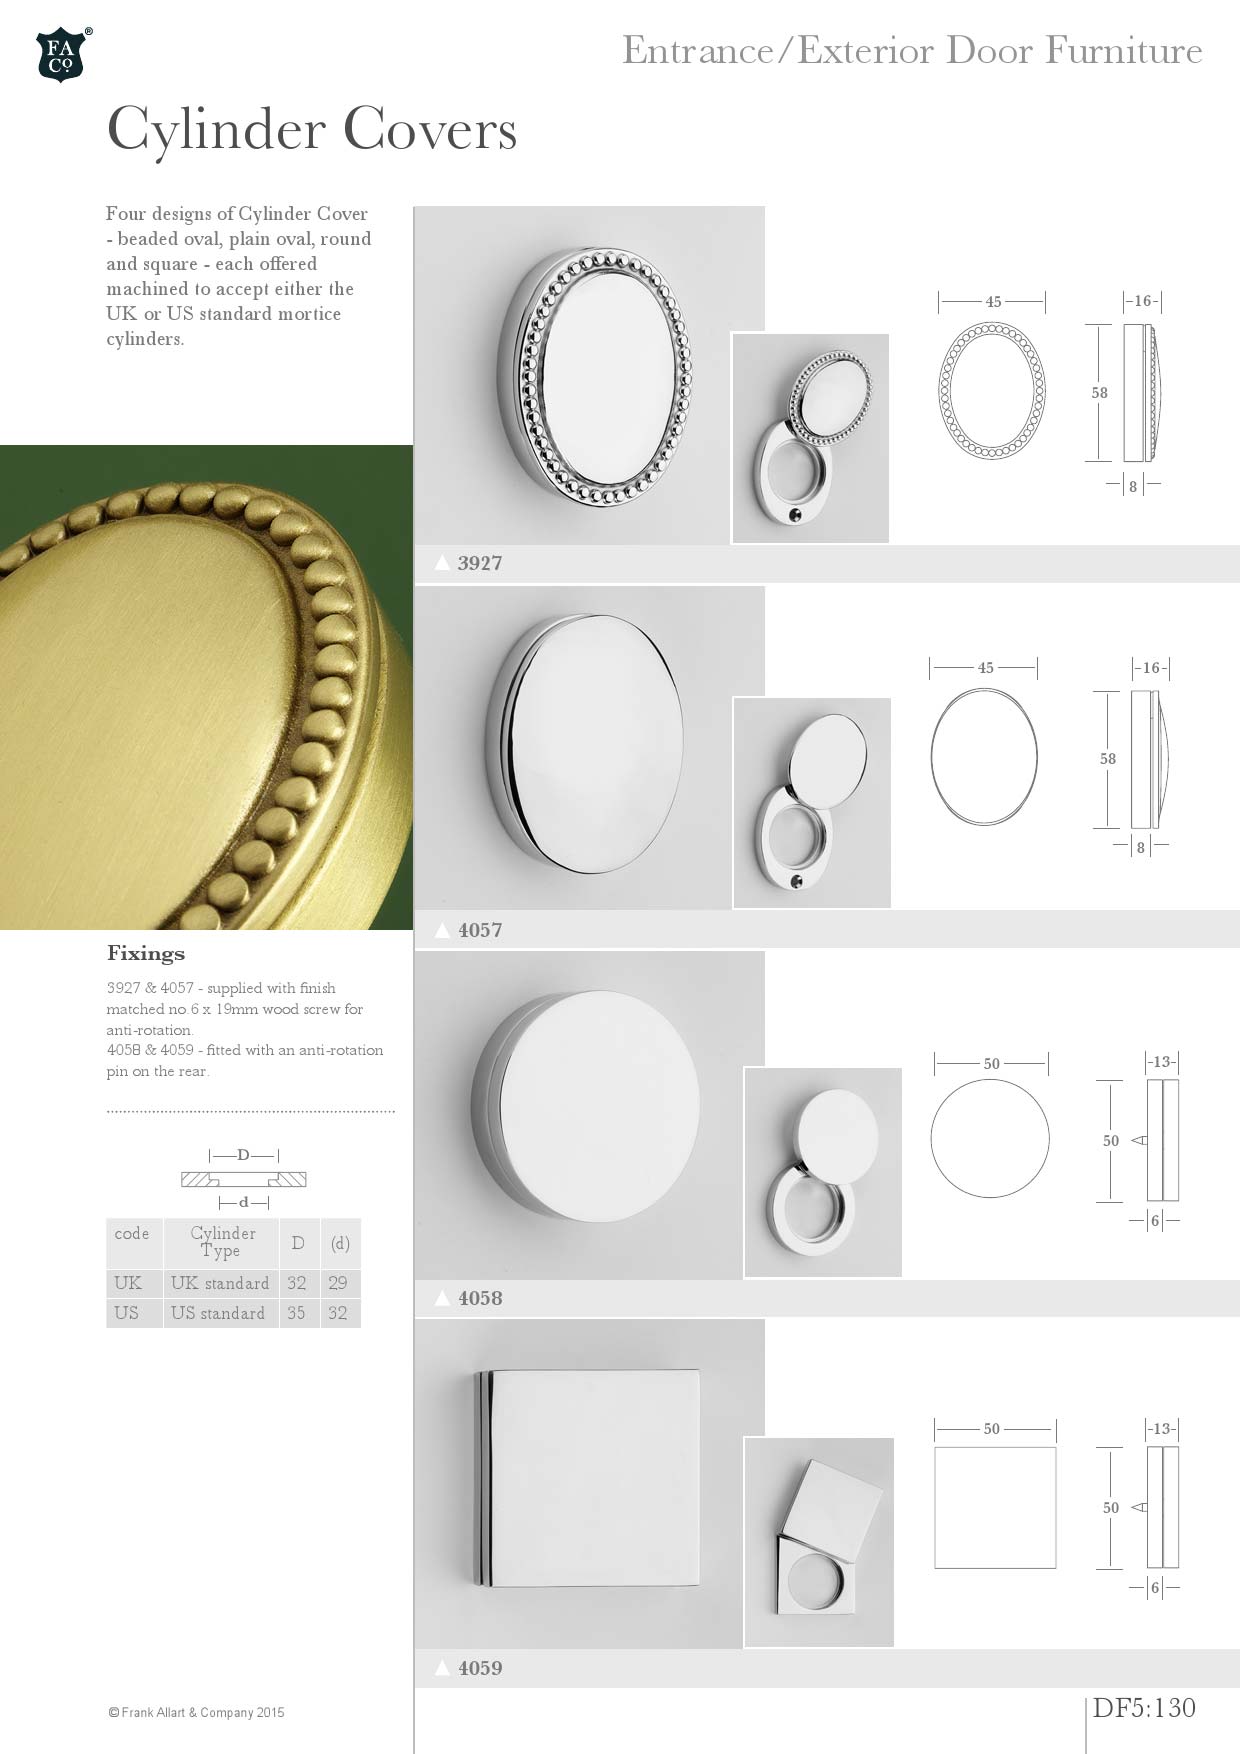 FA
Co.
®
Entrance/Exterior Door Furniture
Cylinder Covers
Four designs of Cylinder Cover
- beaded oval, plain oval, round
and square - each offered
machined to accept either the
UK or US standard mortice
cylinders.
45
16
58
8
3927
45
16
58
8
4057
Fixings
3927 & 4057 - supplied with finish
matched no.6 x 19mm wood screw for
anti-rotation.
4058 & 4059 - fitted with an anti-rotation
pin on the rear.
D
d
code Cylinder Type D (d)
UK UK standard 32 29
US US standard 35 32
50
13
50
6
4058
50
13
50
6
4059
© Frank Allart & Company 2015
DF5:130